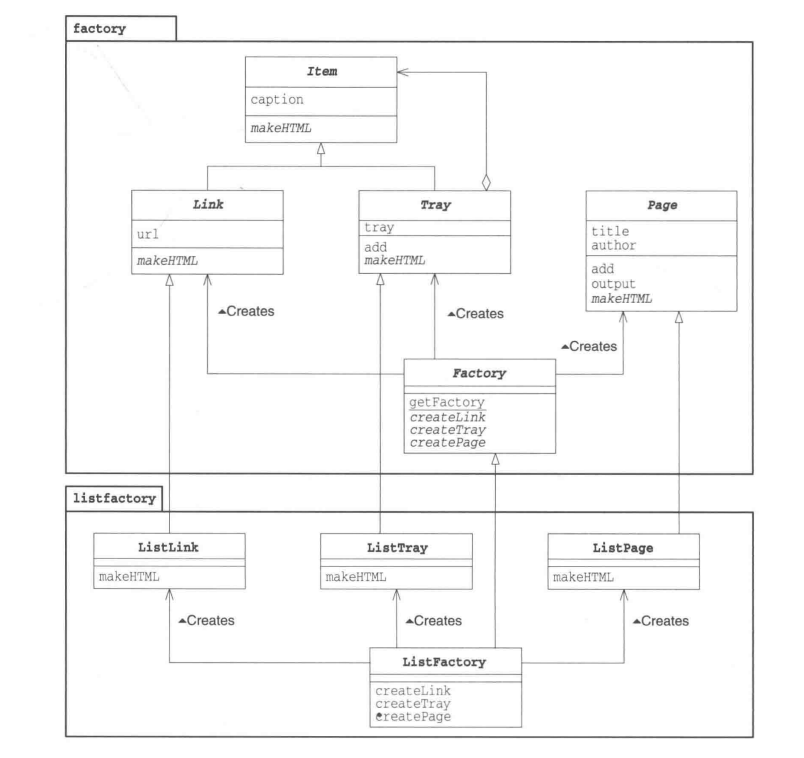 factory
Item
caption
makeHTML
Link
url
makeHTML
Tray
tray
add
makeHTML
Page
title
author
add
output
makeHTML
Creates
Creates
Creates
Factory
getFactory
createLink
createTray
createPage
listfactory
ListLink
makeHTML
ListTray
makeHTML
ListPage
makeHTML
Creates
Creates
Creates
ListFactory
createLink
createTray
createPage